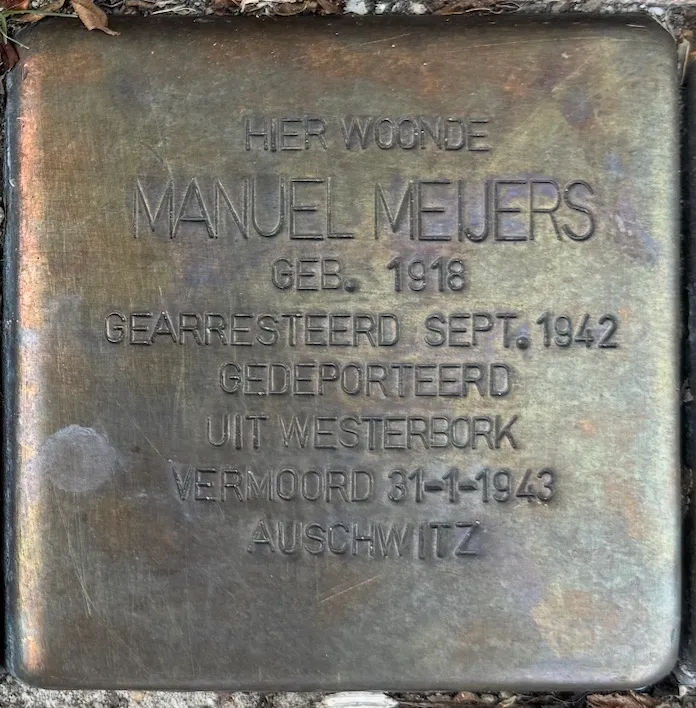 HIER WOONDE
MANUEL MEIJERS
GEB. 1918
GEARRESTEERD SEPT. 1942
GEDEPORTEERD
UIT WESTERBORK
VERMOORD 31-1-1943
AUSCHWITZ